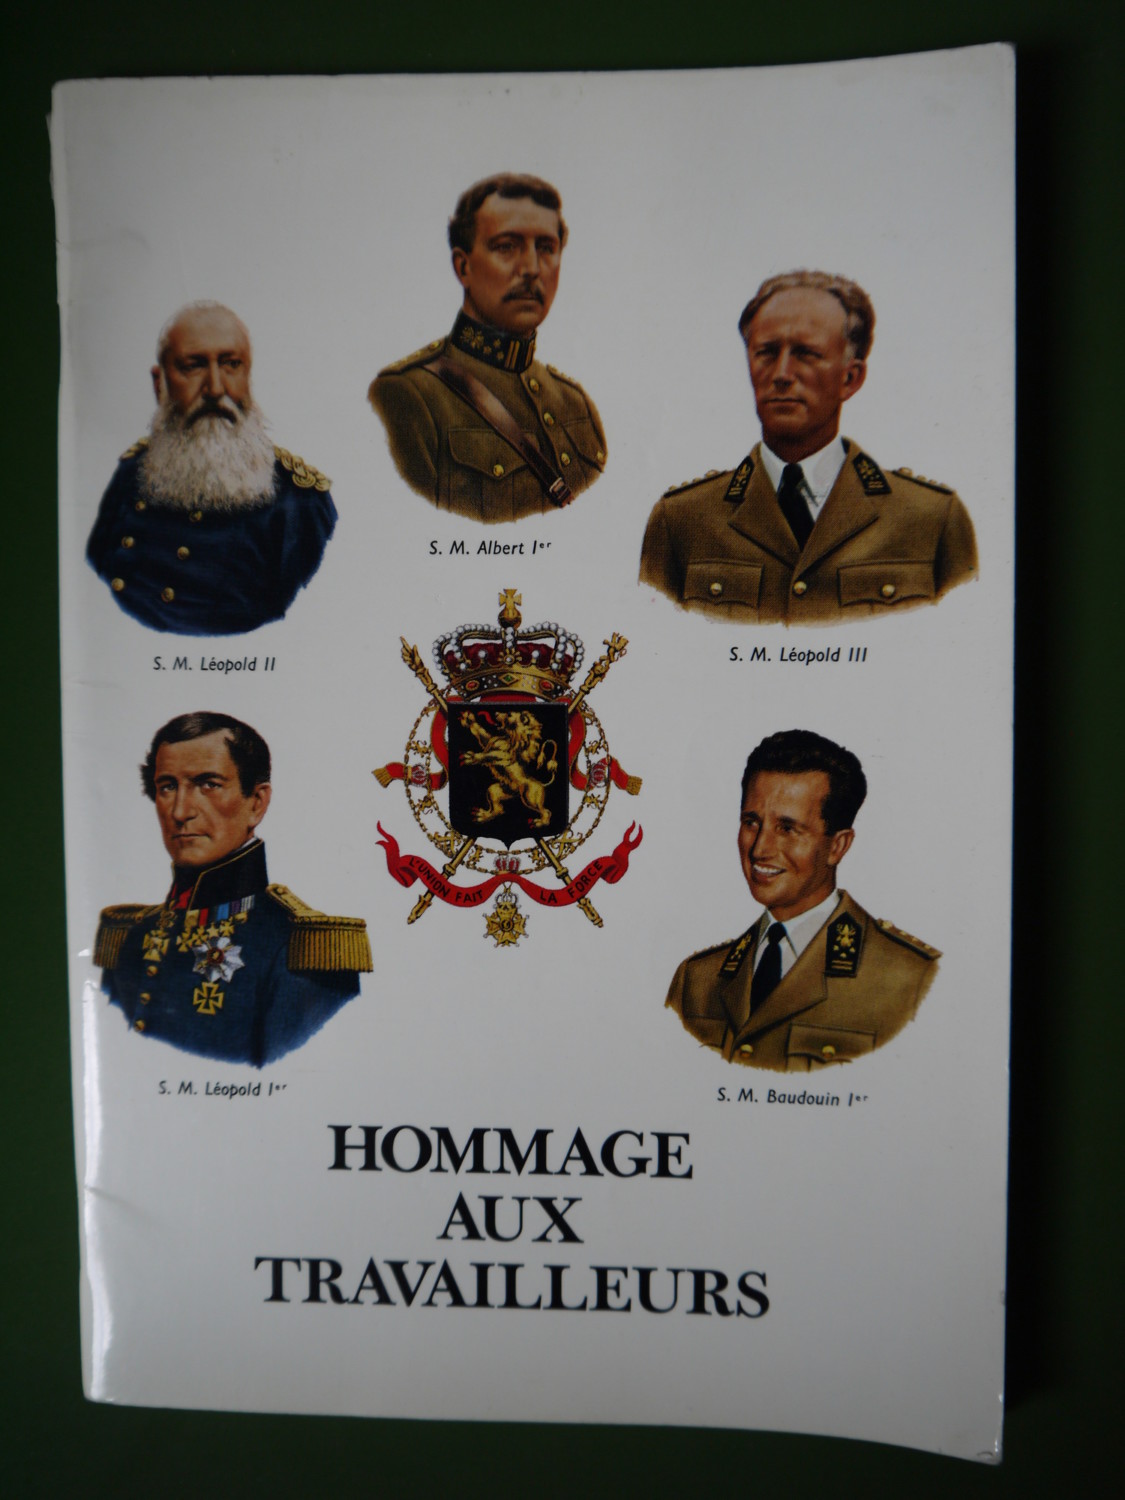 S. M. Albert Ier
S. M. Léopold II
S. M. Léopold III
L'UNION FAIT LA FORCE
S. M. Léopold Ier
S. M. Baudouin Ier
HOMMAGE
AUX
TRAVAILLEURS